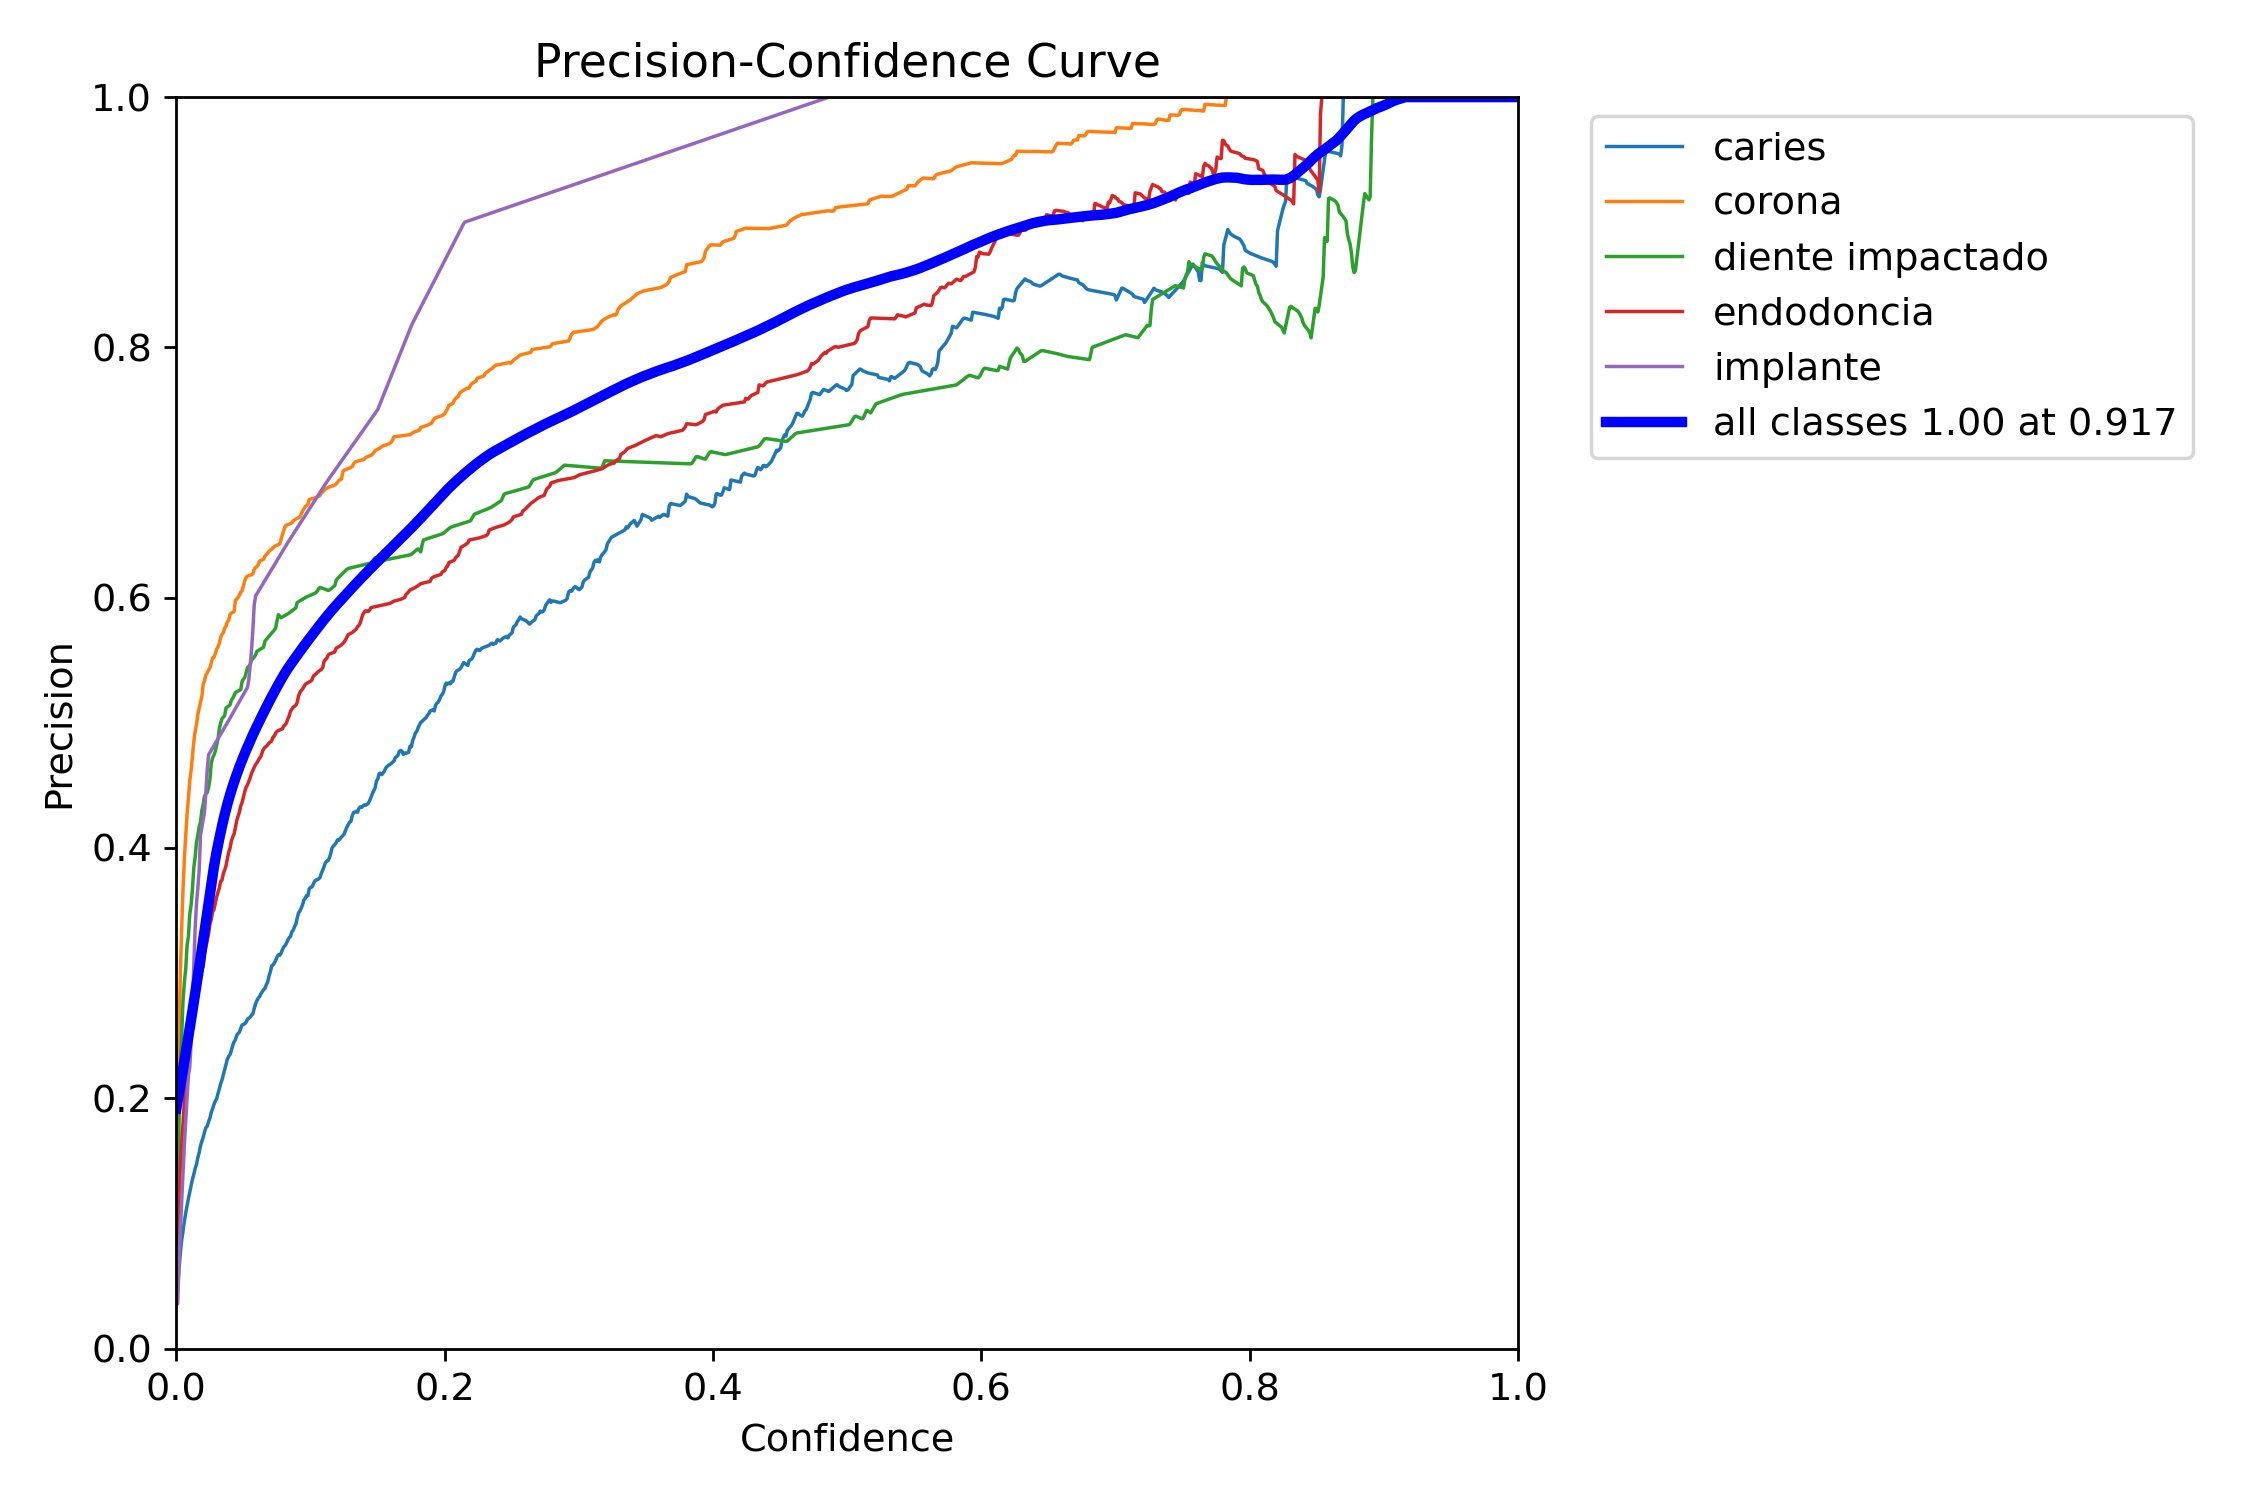 Precision-Confidence Curve
1.0
0.8
0.6
0.4
0.2
0.0
Precision
0.0 0.2 0.4 0.6 0.8 1.0
Confidence
caries
corona
diente impactado
endodoncia
implante
all classes 1.00 at 0.917